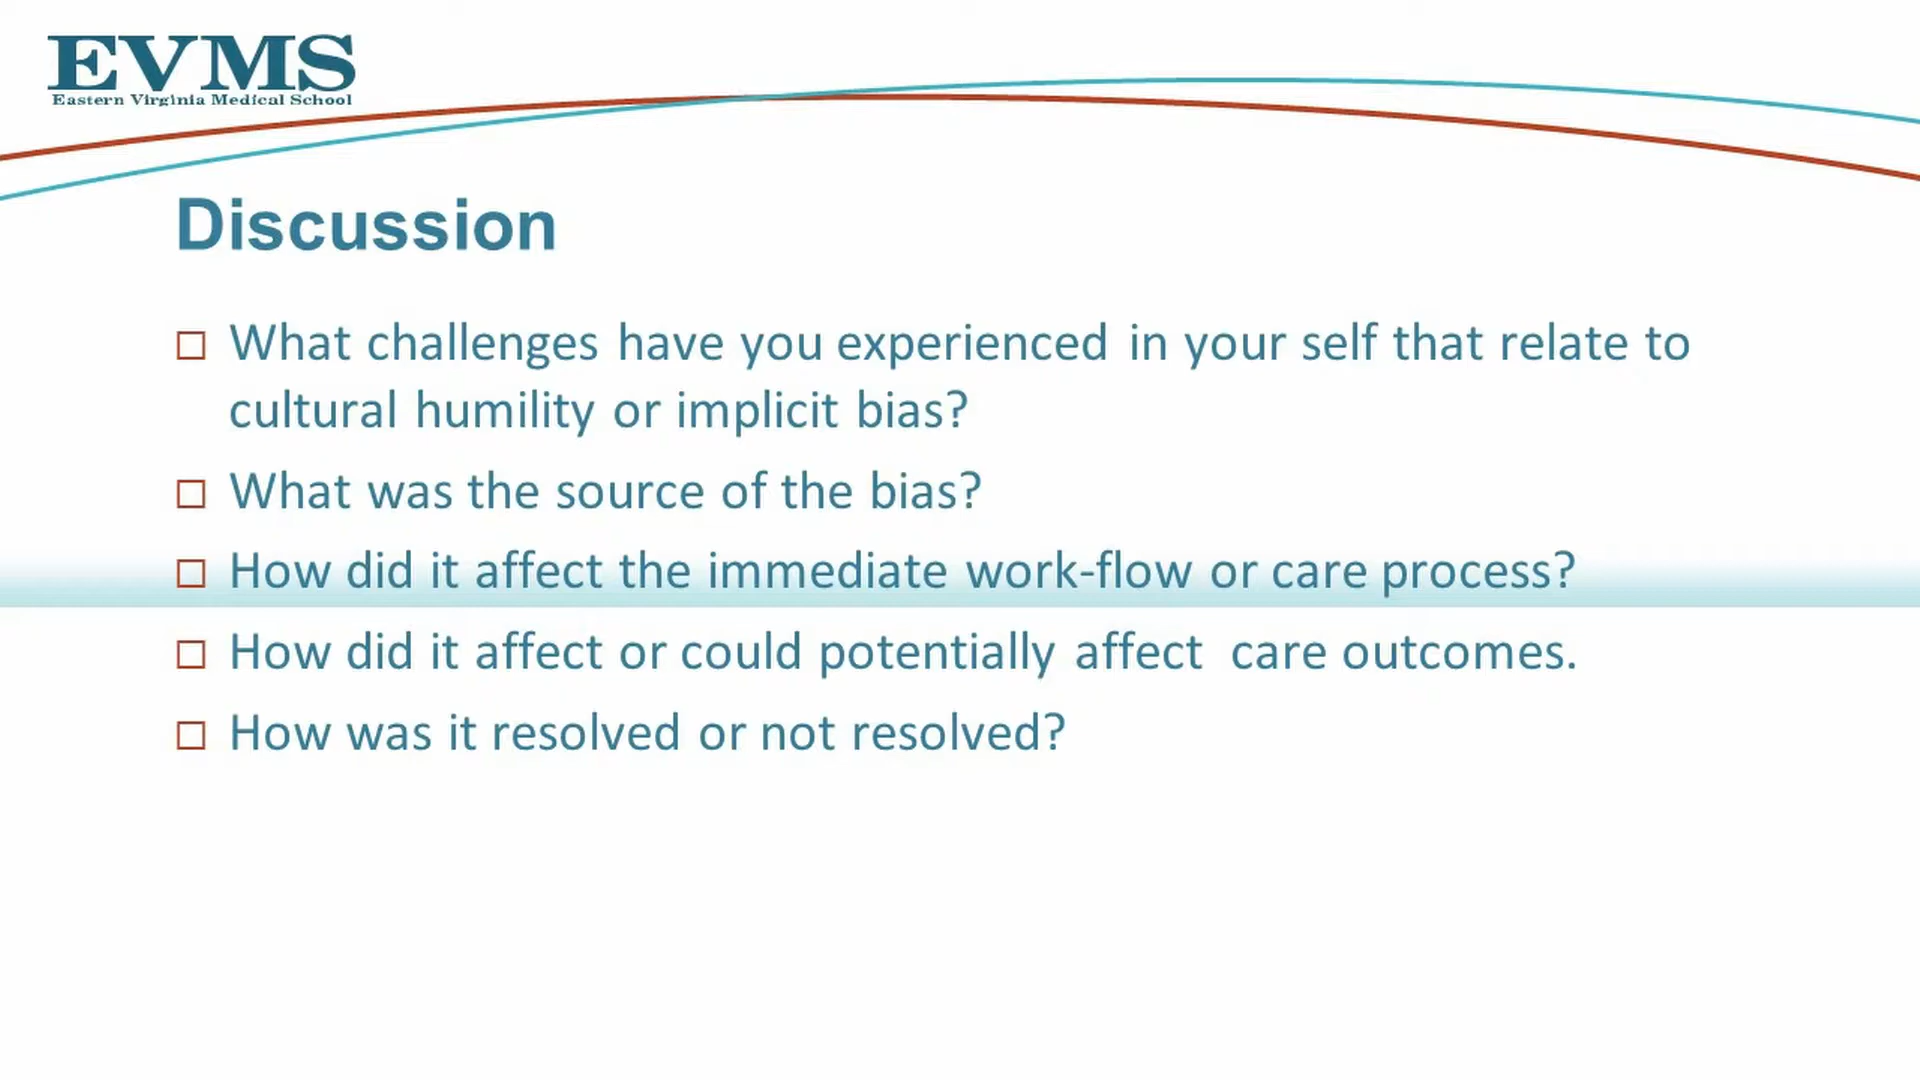 EVMS
Eastern Virginia Medical School
Discussion
What challenges have you experienced in your self that relate to
cultural humility or implicit bias?
What was the source of the bias?
How did it affect the immediate work-flow or care process?
How did it affect or could potentially affect  care outcomes.
How was it resolved or not resolved?